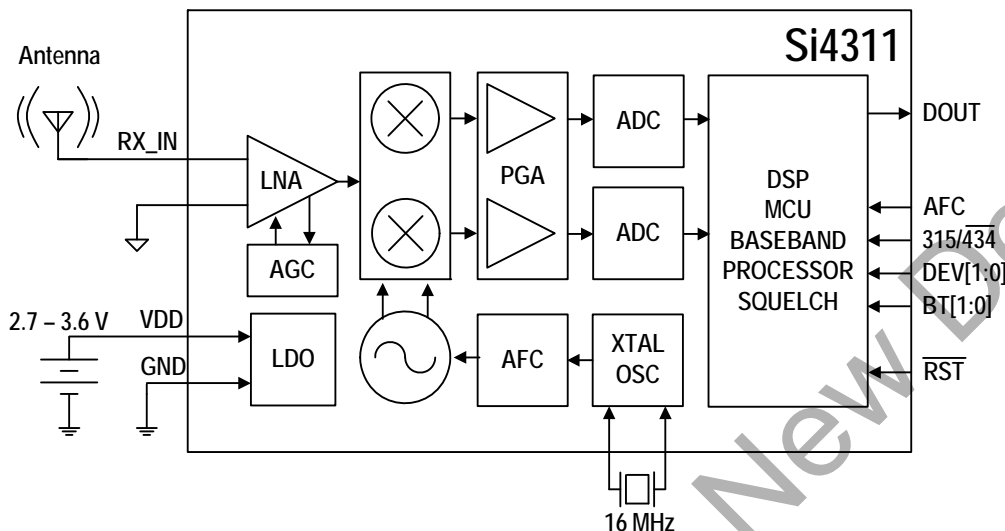 Si4311
Antenna
RX_IN
LNA
AGC
PGA
ADC
ADC
DSP
MCU
BASEBAND
PROCESSOR
SQUELCH
DOUT
AFC
315/434
DEV[1:0]
BT[1:0]
RST
2.7 – 3.6 V
VDD
GND
LDO
AFC
XTAL
OSC
16 MHz
New